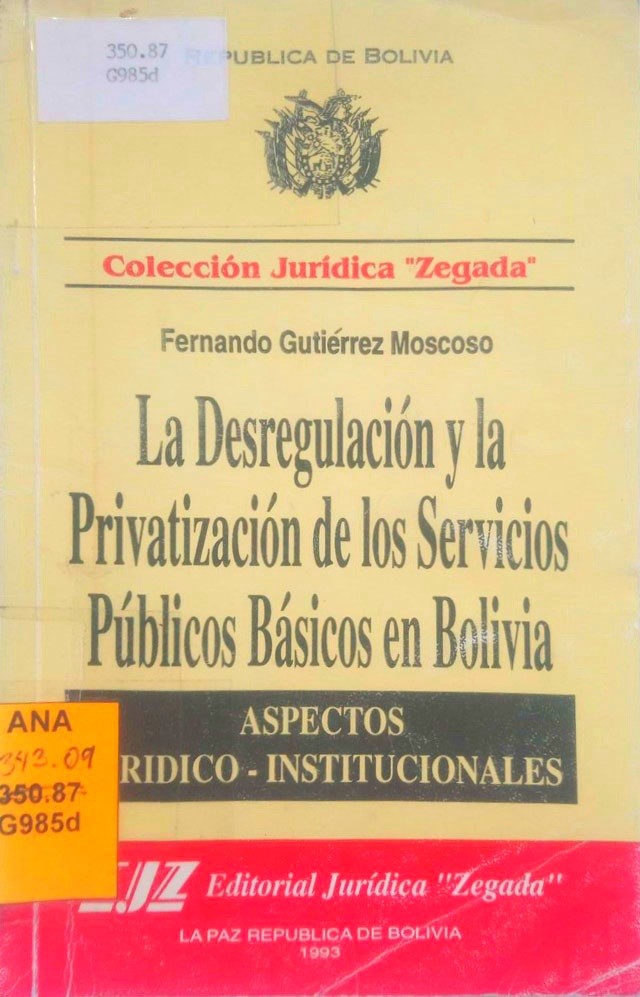 350.87
G985d
REPUBLICA DE BOLIVIA
Colección Jurídica "Zegada"
Fernando Gutiérrez Moscoso
La Desregulación y la
Privatización de los Servicios
Públicos Básicos en Bolivia
ASPECTOS
RIDICO - INSTITUCIONALES
ANA
343.09
350.87
G985d
EJZ Editorial Jurídica "Zegada"
LA PAZ REPUBLICA DE BOLIVIA
1993